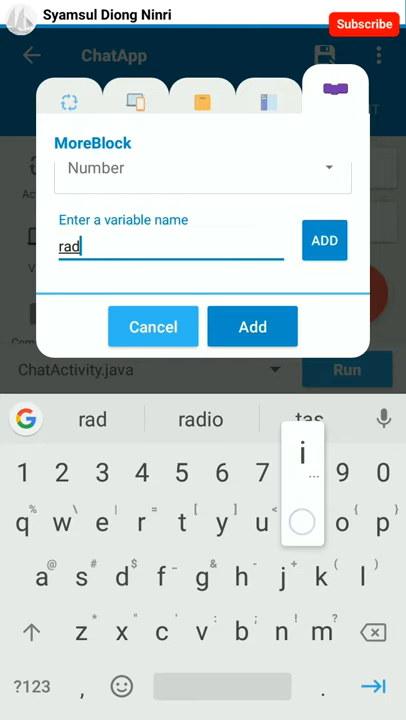 Syamsul Diong Ninri
Subscribe
ChatApp
MoreBlock
Number
Enter a variable name
rad
ADD
Cancel
Add
ChatActivity.java
Run
rad
radio
tas
i
...
1 2 3 4 5 6 7 9 0
q w e r t y u o p
% \ | = [ ] < { }
a s d f g h j k l
@ # $ _ & - + ( )
z x c v b n m
* " ' : ; ! ?
?123 , .